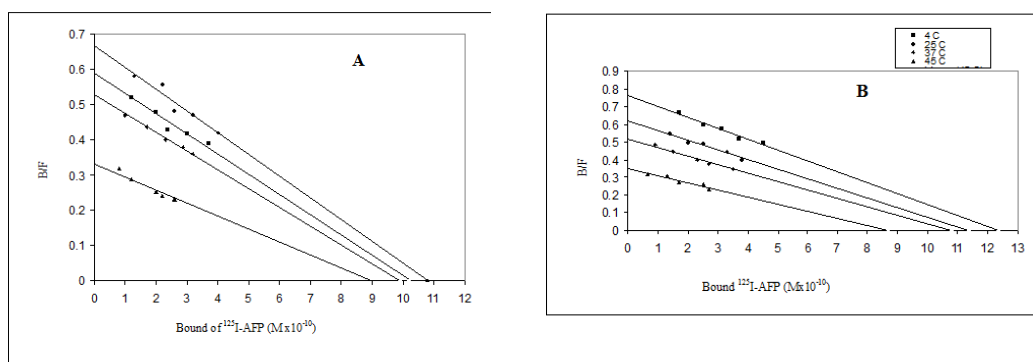 A
0.7
0.6
0.5
0.4
0.3
0.2
0.1
0
B/F
0 1 2 3 4 5 6 7 8 9 10 11 12
Bound of ¹²⁵I-AFP (Mx10⁻¹⁰)
4 C
25 C
37 C
45 C
B
0.9
0.8
0.7
0.6
0.5
0.4
0.3
0.2
0.1
0
B/F
0 1 2 3 4 5 6 7 8 9 10 11 12 13
Bound ¹²⁵I-AFP (Mx10⁻¹⁰)